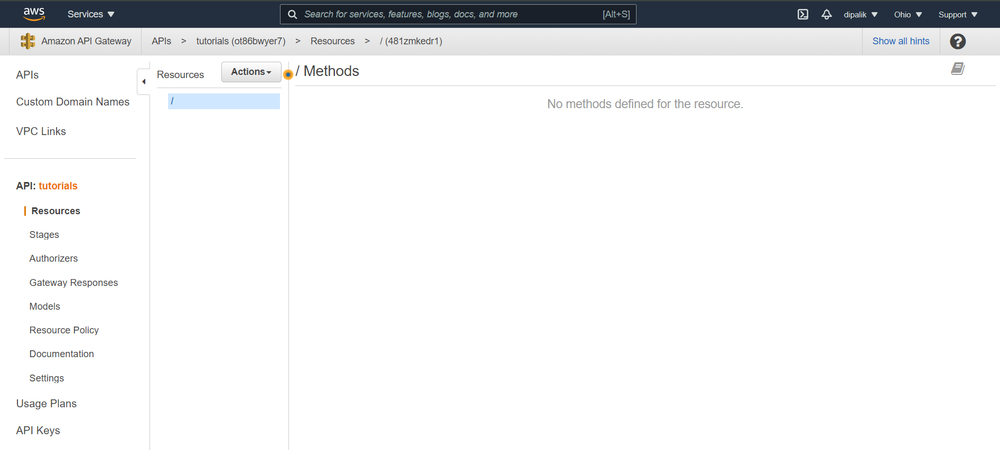 aws Services Search for services, features, blogs, docs, and more [Alt+S] dipalik Ohio Support
Amazon API Gateway APIs > tutorials (ot86bwyer7) > Resources > / (481zmkedr1) Show all hints ?
APIs
Custom Domain Names
VPC Links
API: tutorials
Resources
Stages
Authorizers
Gateway Responses
Models
Resource Policy
Documentation
Settings
Usage Plans
API Keys
Resources Actions
/
/ Methods
No methods defined for the resource.